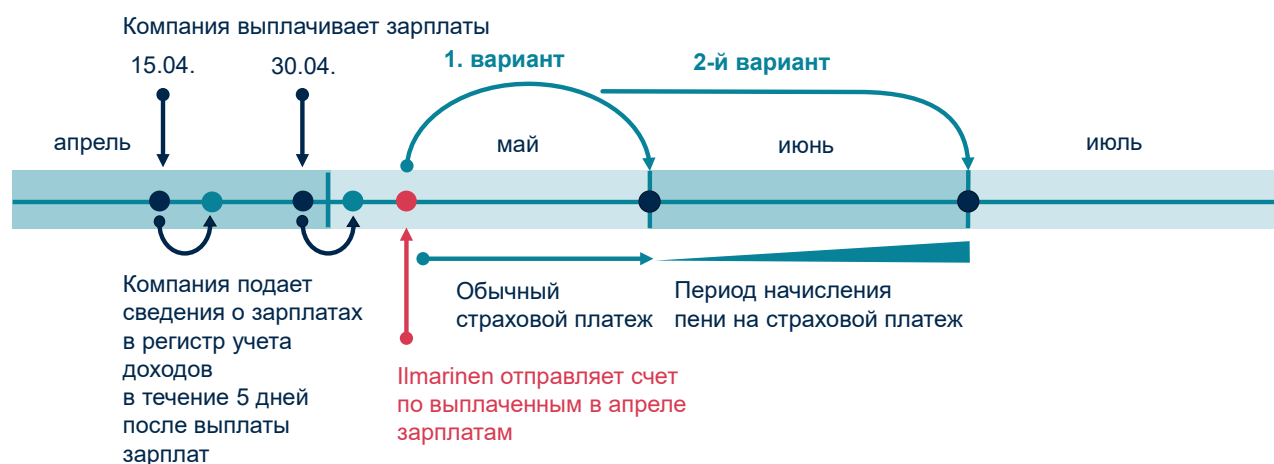 Компания выплачивает зарплаты
15.04.
30.04.
1. вариант
2-й вариант
апрель
май
июнь
июль
Компания подает
сведения о зарплатах
в регистр учета
доходов
в течение 5 дней
после выплаты
зарплат
Обычный
страховой платеж
Период начисления
пени на страховой платеж
Ilmarinen отправляет счет
по выплаченным в апреле
зарплатам